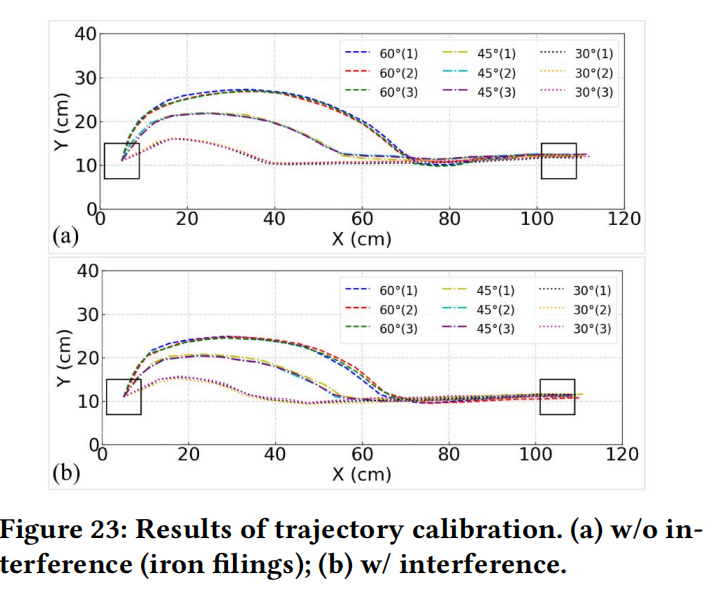 40
30
20
10
0
Y (cm)
60°(1) 45°(1) 30°(1)
60°(2) 45°(2) 30°(2)
60°(3) 45°(3) 30°(3)
0 20 40 60 80 100 120
X (cm)
(a)
40
30
20
10
0
Y (cm)
60°(1) 45°(1) 30°(1)
60°(2) 45°(2) 30°(2)
60°(3) 45°(3) 30°(3)
0 20 40 60 80 100 120
X (cm)
(b)
Figure 23: Results of trajectory calibration. (a) w/o in-
terference (iron filings); (b) w/ interference.